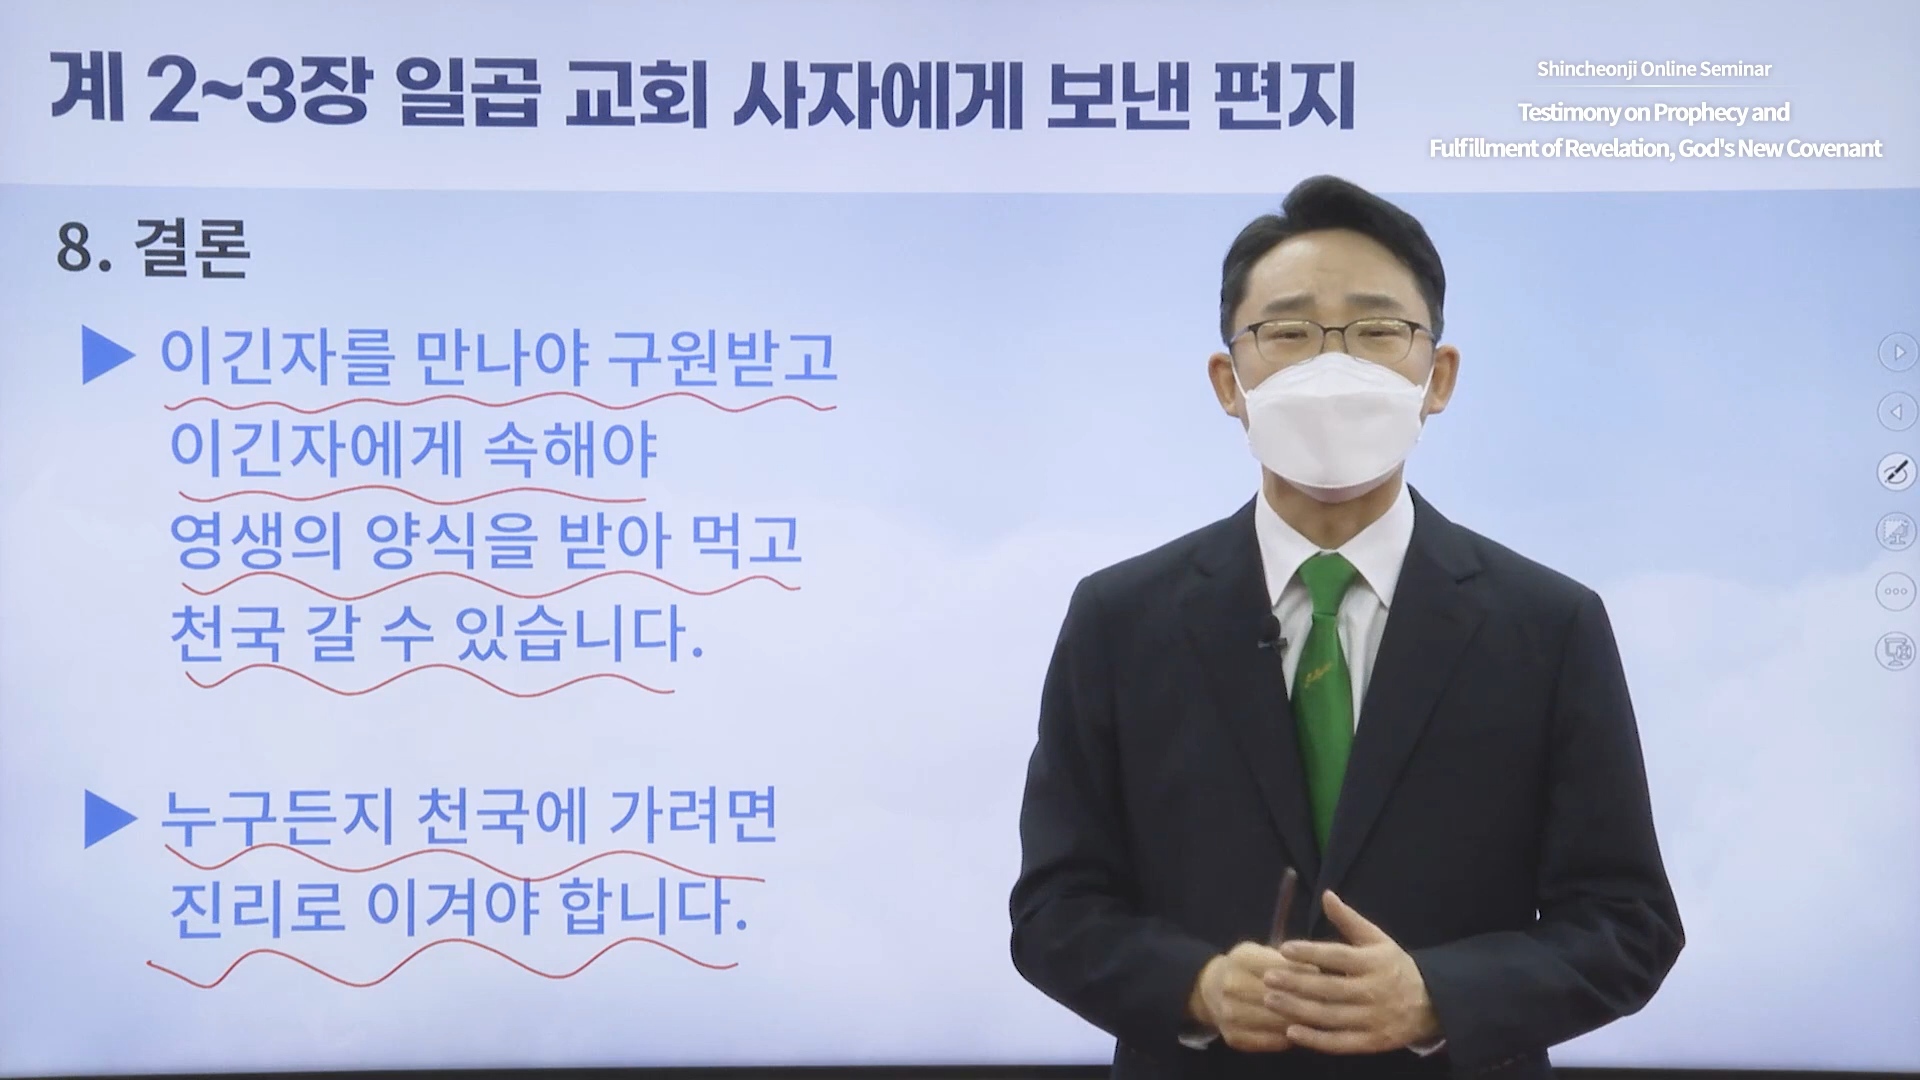 계 2~3장 일곱 교회 사자에게 보낸 편지
Shincheonji Online Seminar
Testimony on Prophecy and
Fulfillment of Revelation, God's New Covenant
8. 결론
▶ 이긴자를 만나야 구원받고
이긴자에게 속해야
영생의 양식을 받아 먹고
천국 갈 수 있습니다.
▶ 누구든지 천국에 가려면
진리로 이겨야 합니다.